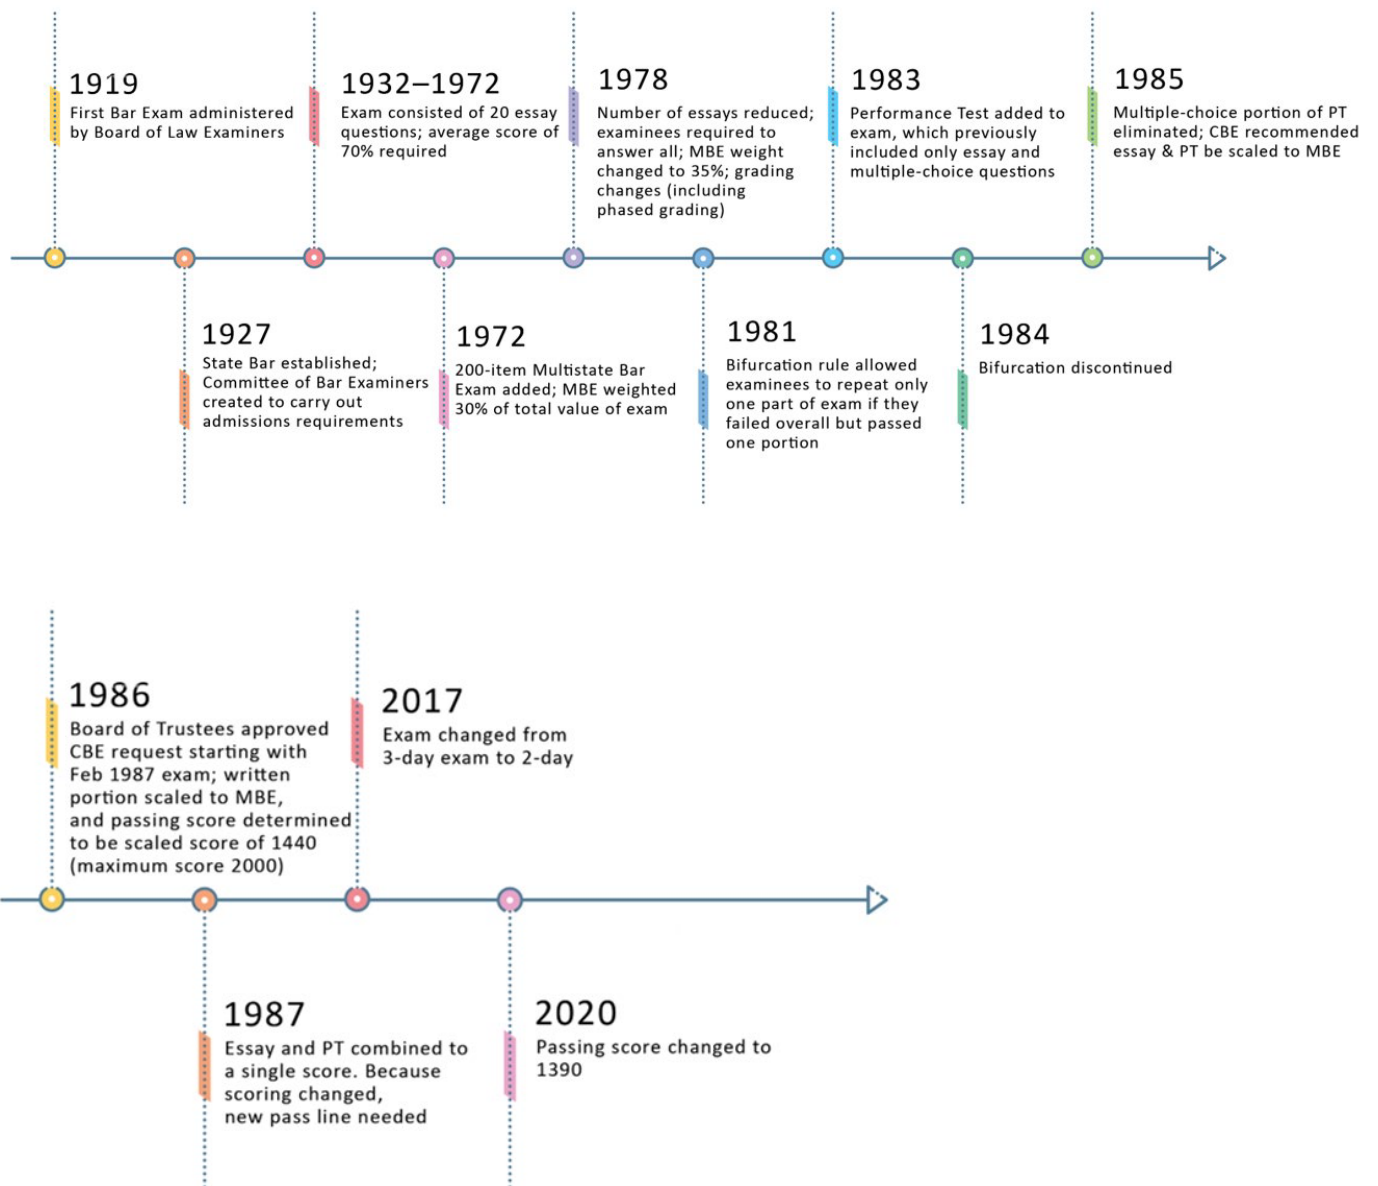 1919
First Bar Exam administered
by Board of Law Examiners
1932–1972
Exam consisted of 20 essay
questions; average score of
70% required
1978
Number of essays reduced;
examinees required to
answer all; MBE weight
changed to 35%; grading
changes (including
phased grading)
1983
Performance Test added to
exam, which previously
included only essay and
multiple-choice questions
1985
Multiple-choice portion of PT
eliminated; CBE recommended
essay & PT be scaled to MBE
1927
State Bar established;
Committee of Bar Examiners
created to carry out
admissions requirements
1972
200-item Multistate Bar
Exam added; MBE weighted
30% of total value of exam
1981
Bifurcation rule allowed
examinees to repeat only
one part of exam if they
failed overall but passed
one portion
1984
Bifurcation discontinued
1986
Board of Trustees approved
CBE request starting with
Feb 1987 exam; written
portion scaled to MBE,
and passing score determined
to be scaled score of 1440
(maximum score 2000)
2017
Exam changed from
3-day exam to 2-day
1987
Essay and PT combined to
a single score. Because
scoring changed,
new pass line needed
2020
Passing score changed to
1390